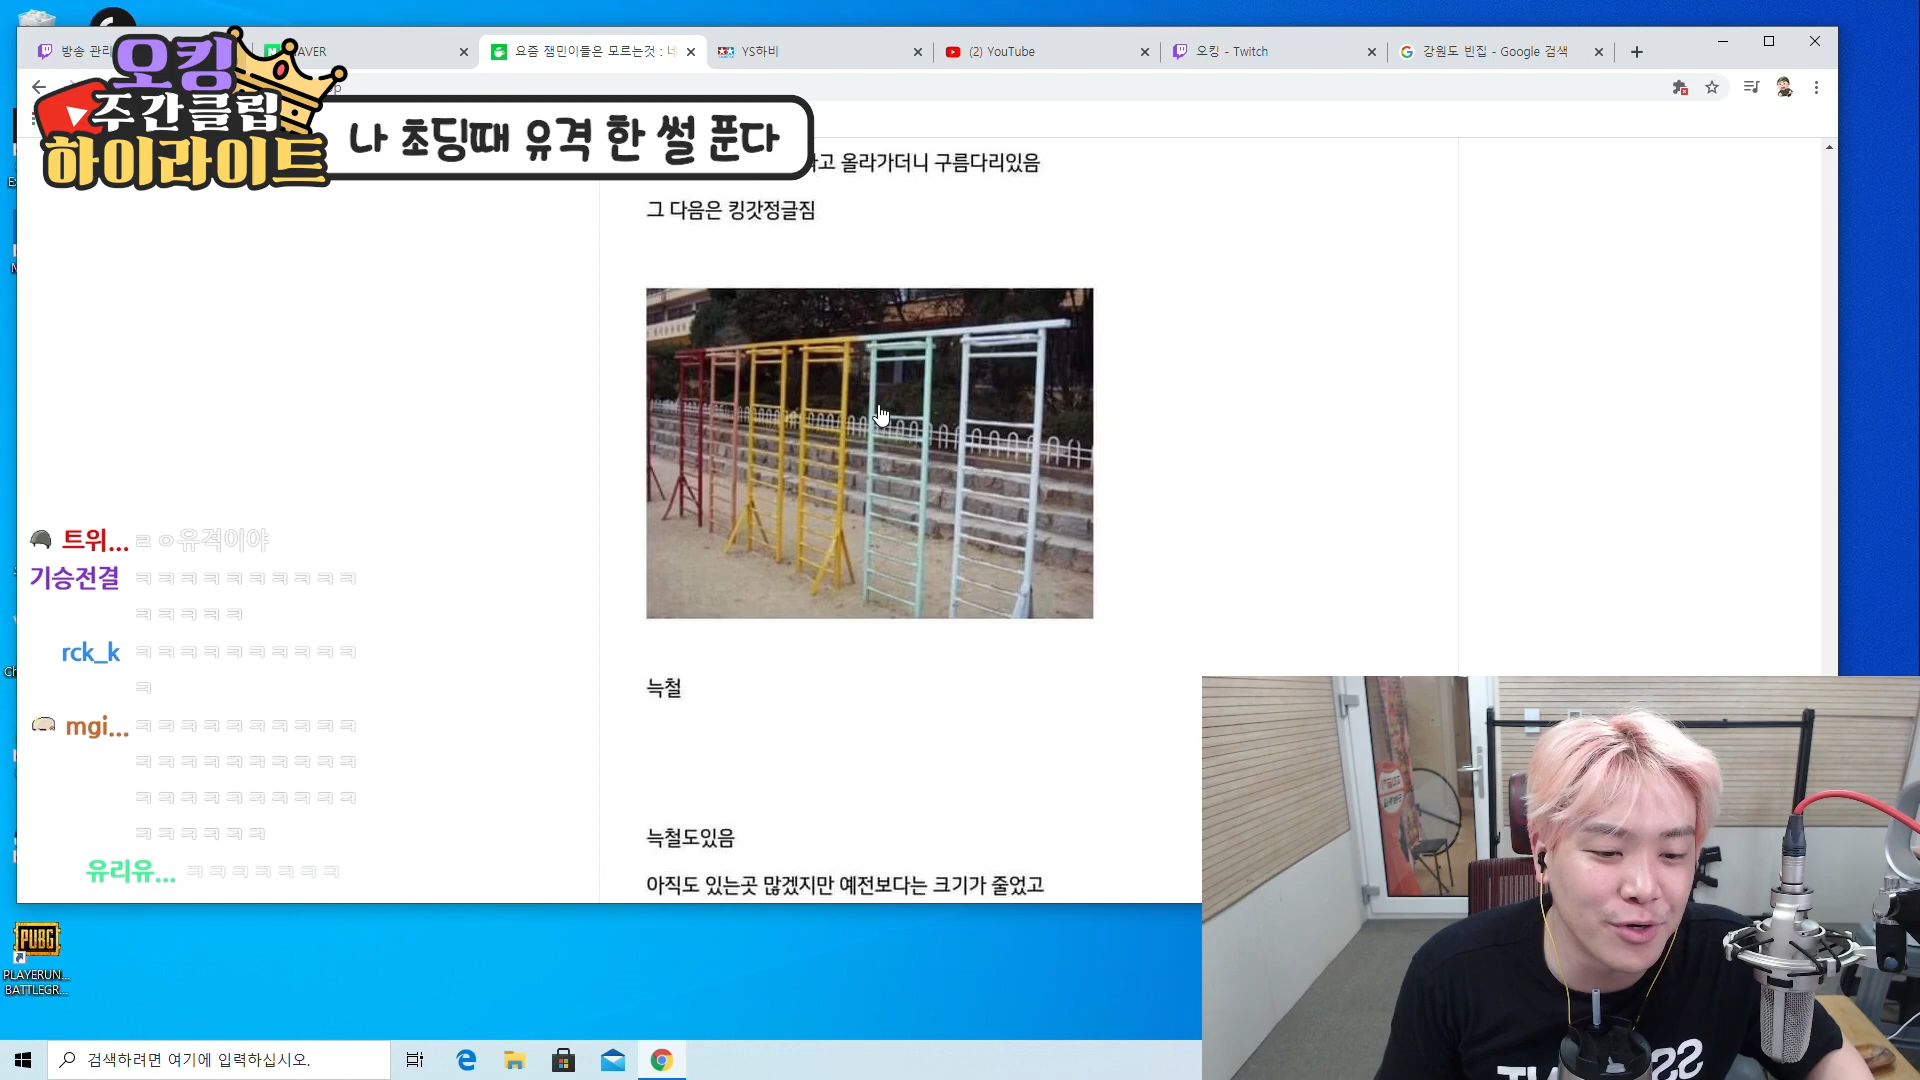 방송 관리
AVER
요즘 잼민이들은 모르는것 : 네
YS하비
(2) YouTube
오킹 - Twitch
강원도 빈집 - Google 검색
오킹
주간클립
하이라이트
나 초딩때 유격 한 썰 푼다
고 올라가더니 구름다리있음
그 다음은 킹갓정글짐
늑철
늑철도있음
아직도 있는곳 많겠지만 예전보다는 크기가 줄었고
트위... ㄹㅇ유격이야
기승전결 ㅋㅋㅋㅋㅋㅋㅋㅋㅋㅋ
ㅋㅋㅋㅋㅋ
rck_k ㅋㅋㅋㅋㅋㅋㅋㅋㅋㅋ
ㅋ
mgi... ㅋㅋㅋㅋㅋㅋㅋㅋㅋㅋ
ㅋㅋㅋㅋㅋㅋㅋㅋㅋㅋ
ㅋㅋㅋㅋㅋㅋㅋㅋㅋㅋ
ㅋㅋㅋㅋㅋㅋ
유리유... ㅋㅋㅋㅋㅋㅋㅋ
PUBG
PLAYERUN...
BATTLEGR...
검색하려면 여기에 입력하십시오.